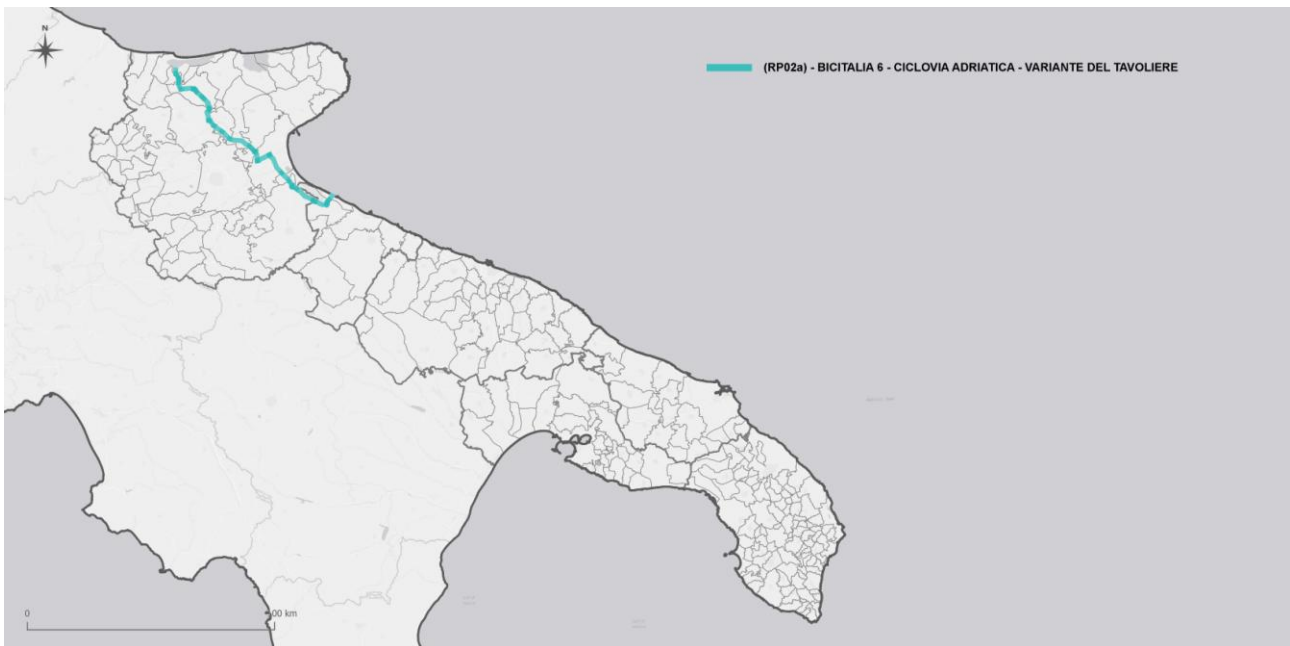 N
(RP02a) - BICITALIA 6 - CICLOVIA ADRIATICA - VARIANTE DEL TAVOLIERE
0
00 km